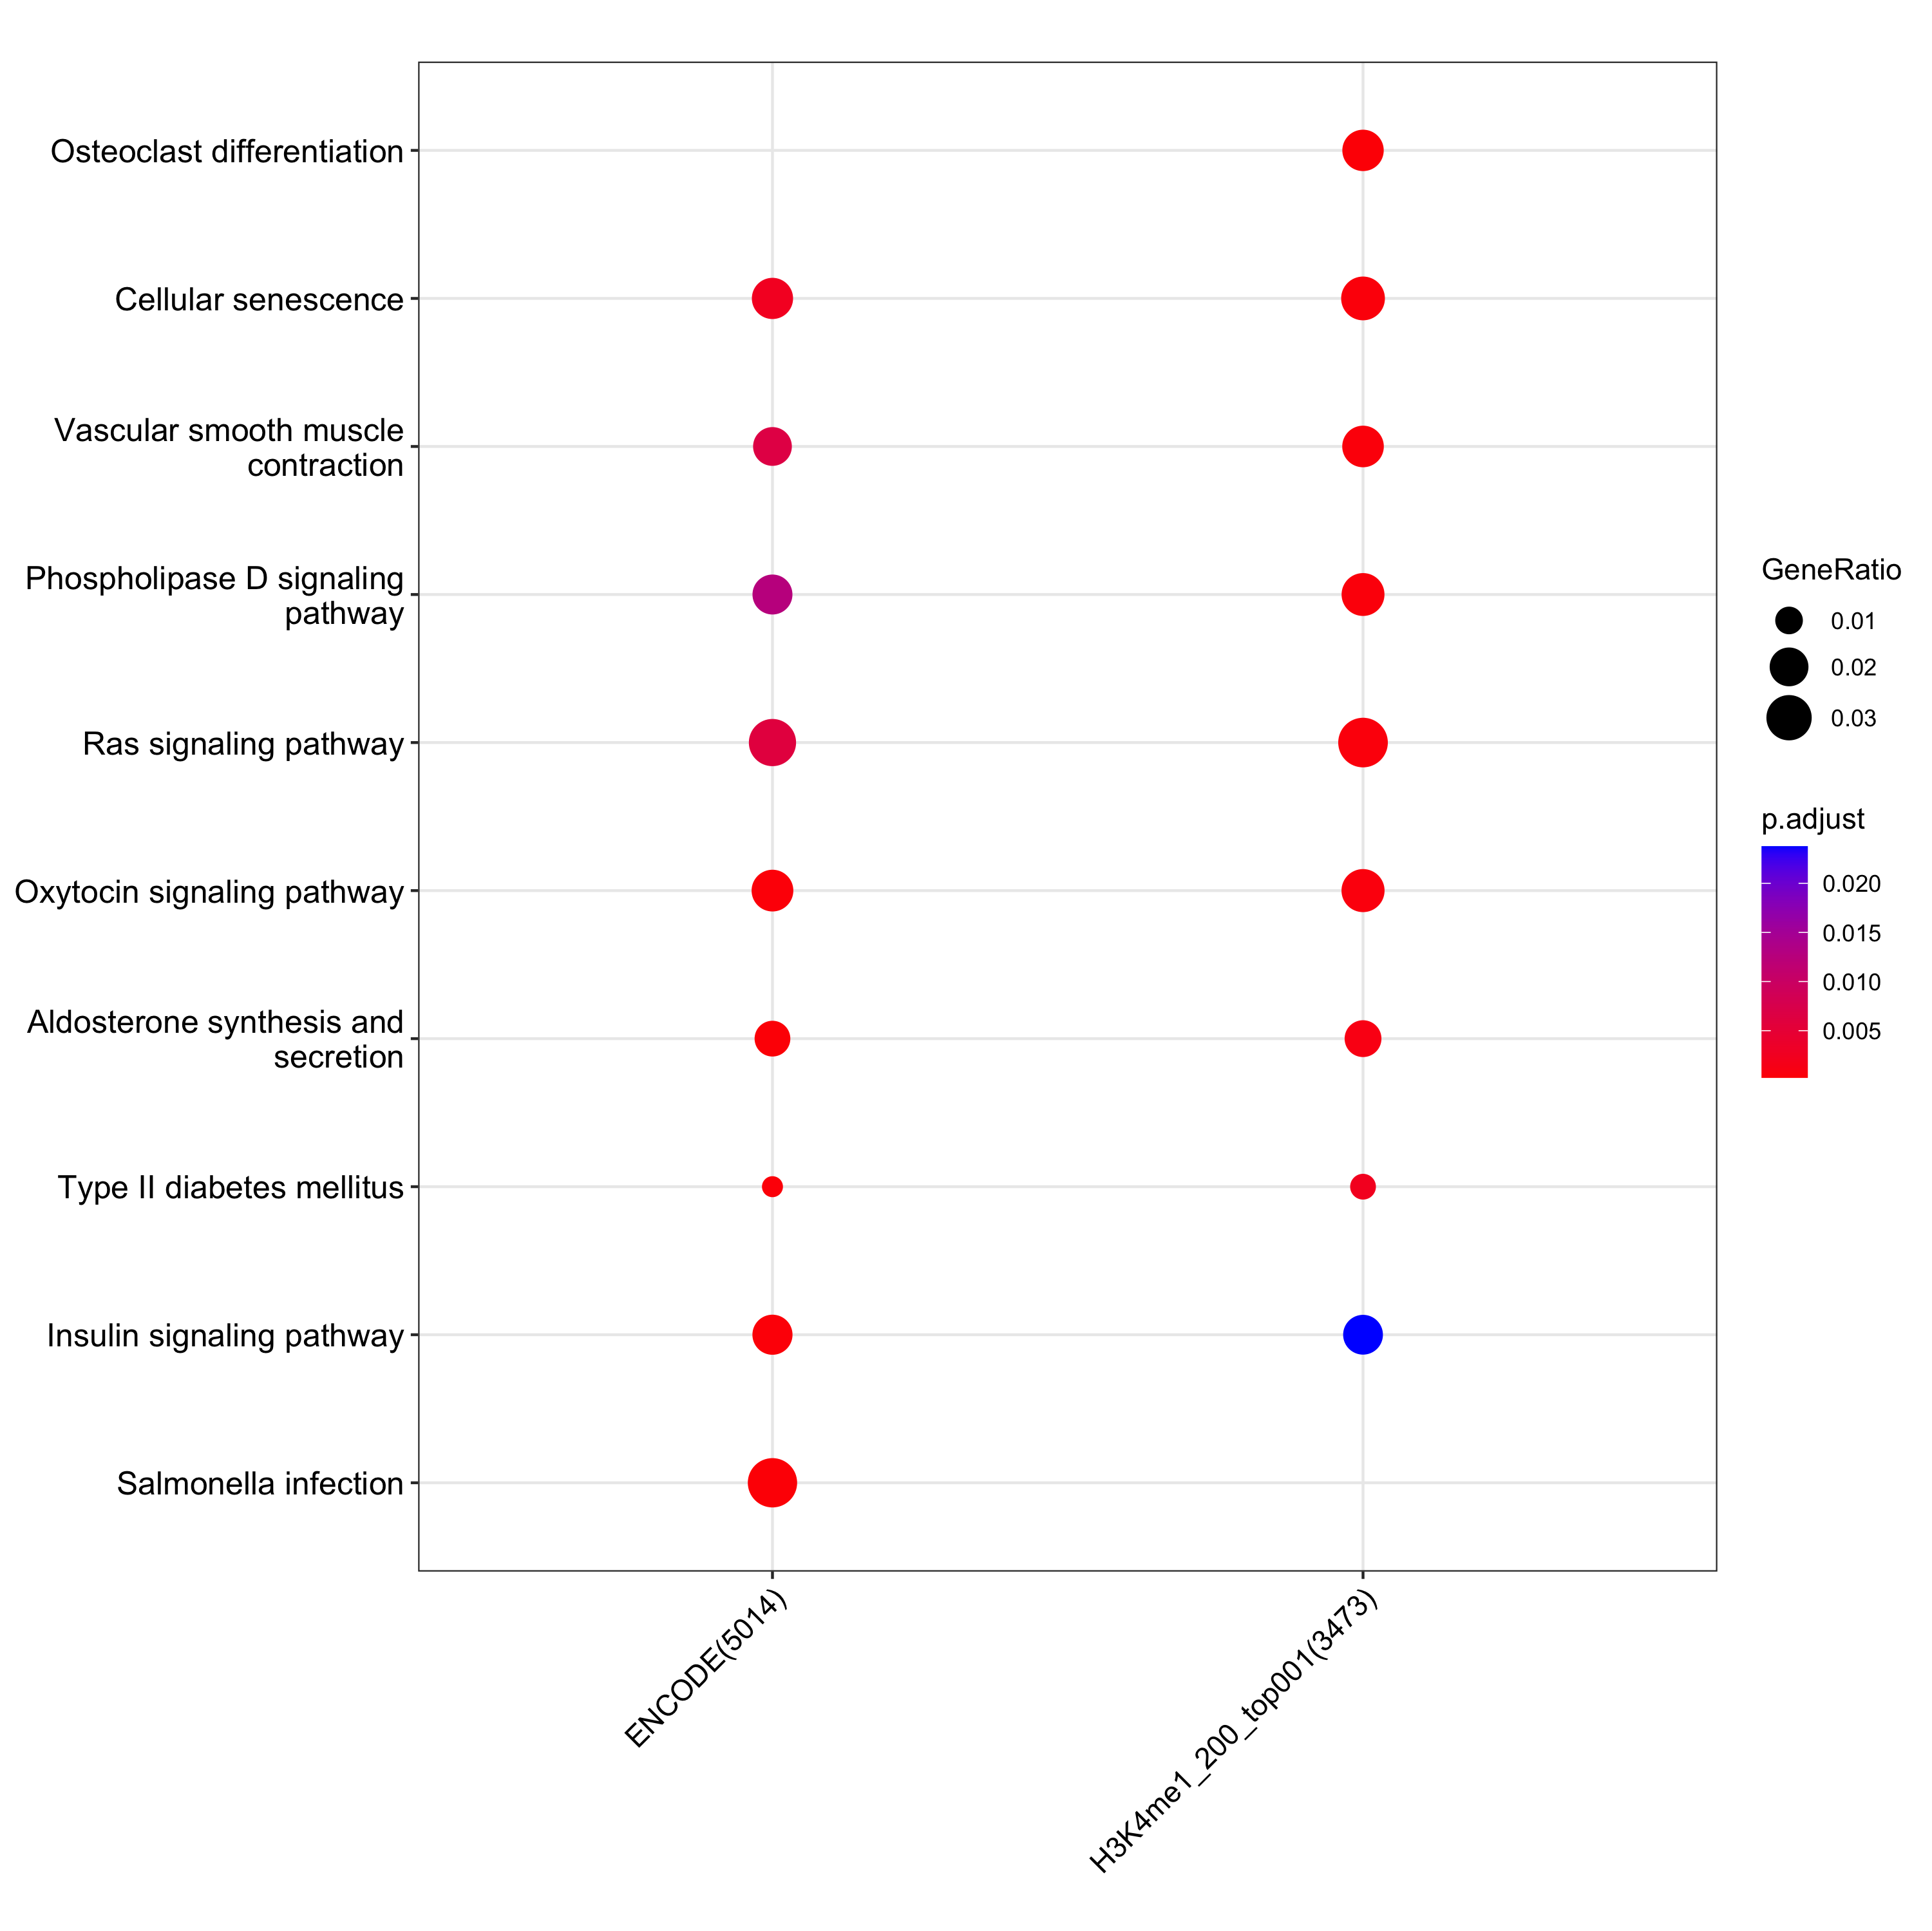 Osteoclast differentiation
Cellular senescence
Vascular smooth muscle
contraction
Phospholipase D signaling
pathway
Ras signaling pathway
Oxytocin signaling pathway
Aldosterone synthesis and
secretion
Type II diabetes mellitus
Insulin signaling pathway
Salmonella infection
ENCODE(5014)
H3K4me1_200_top001(3473)
GeneRatio
0.01
0.02
0.03
p.adjust
0.020
0.015
0.010
0.005